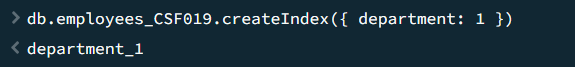 > db.employees_CSF019.createIndex({ department: 1 })
< department_1